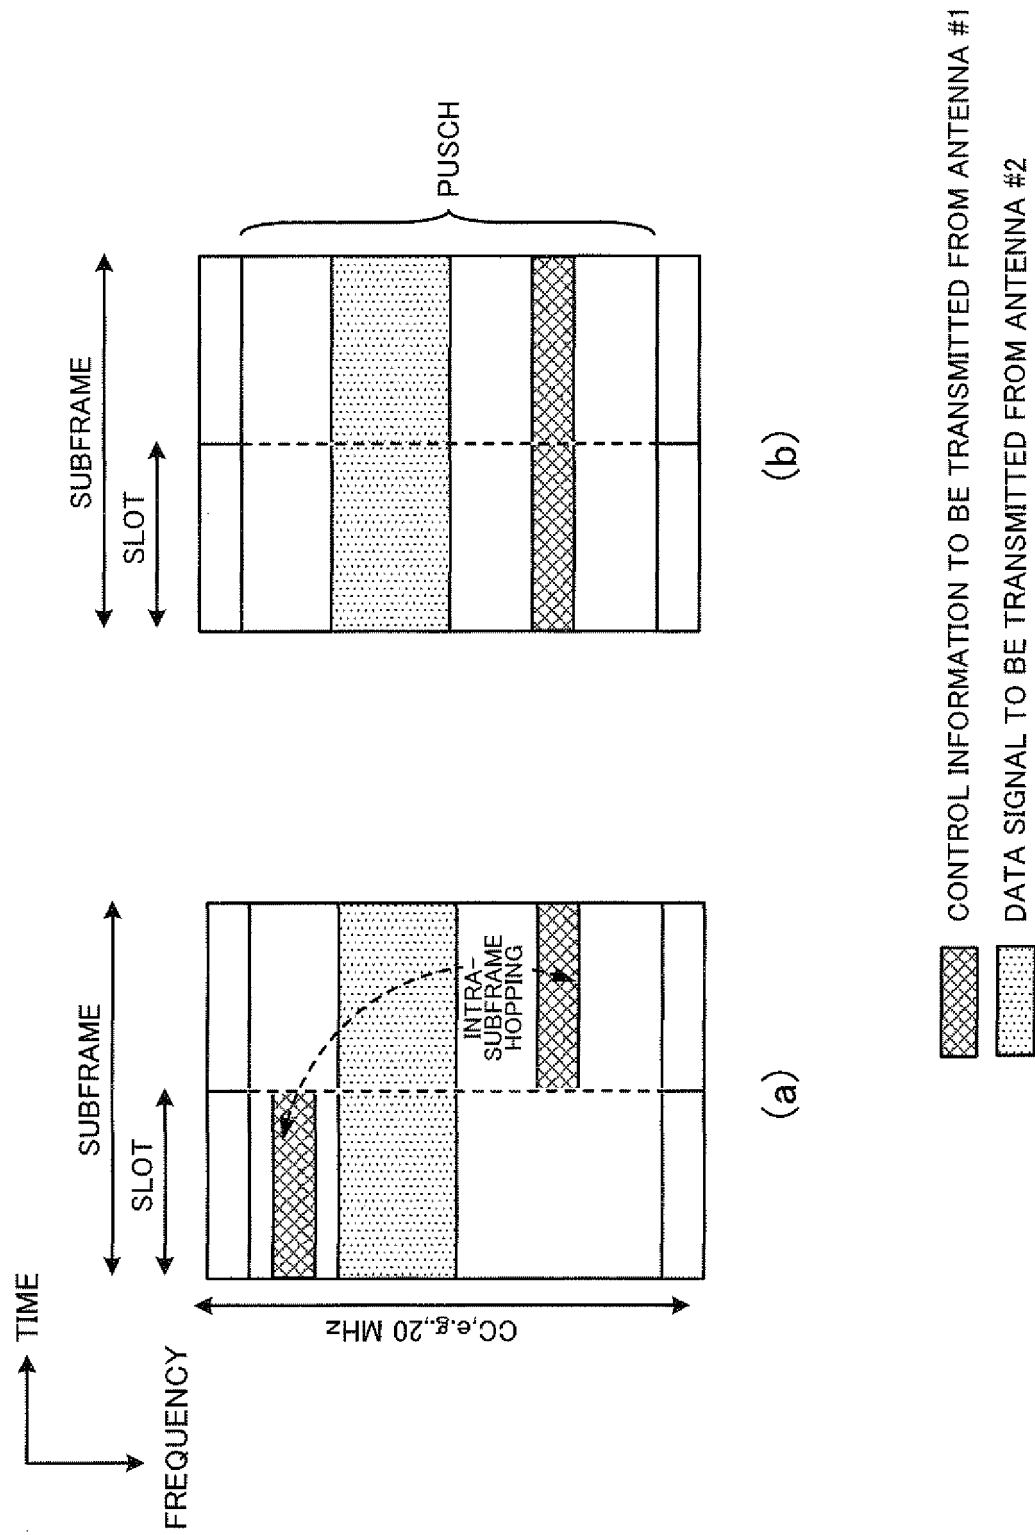 TIME
FREQUENCY
CC,e.g.,20 MHz
SUBFRAME
SLOT
INTRA-
SUBFRAME
HOPPING
(a)
SUBFRAME
SLOT
PUSCH
(b)
CONTROL INFORMATION TO BE TRANSMITTED FROM ANTENNA #1
DATA SIGNAL TO BE TRANSMITTED FROM ANTENNA #2